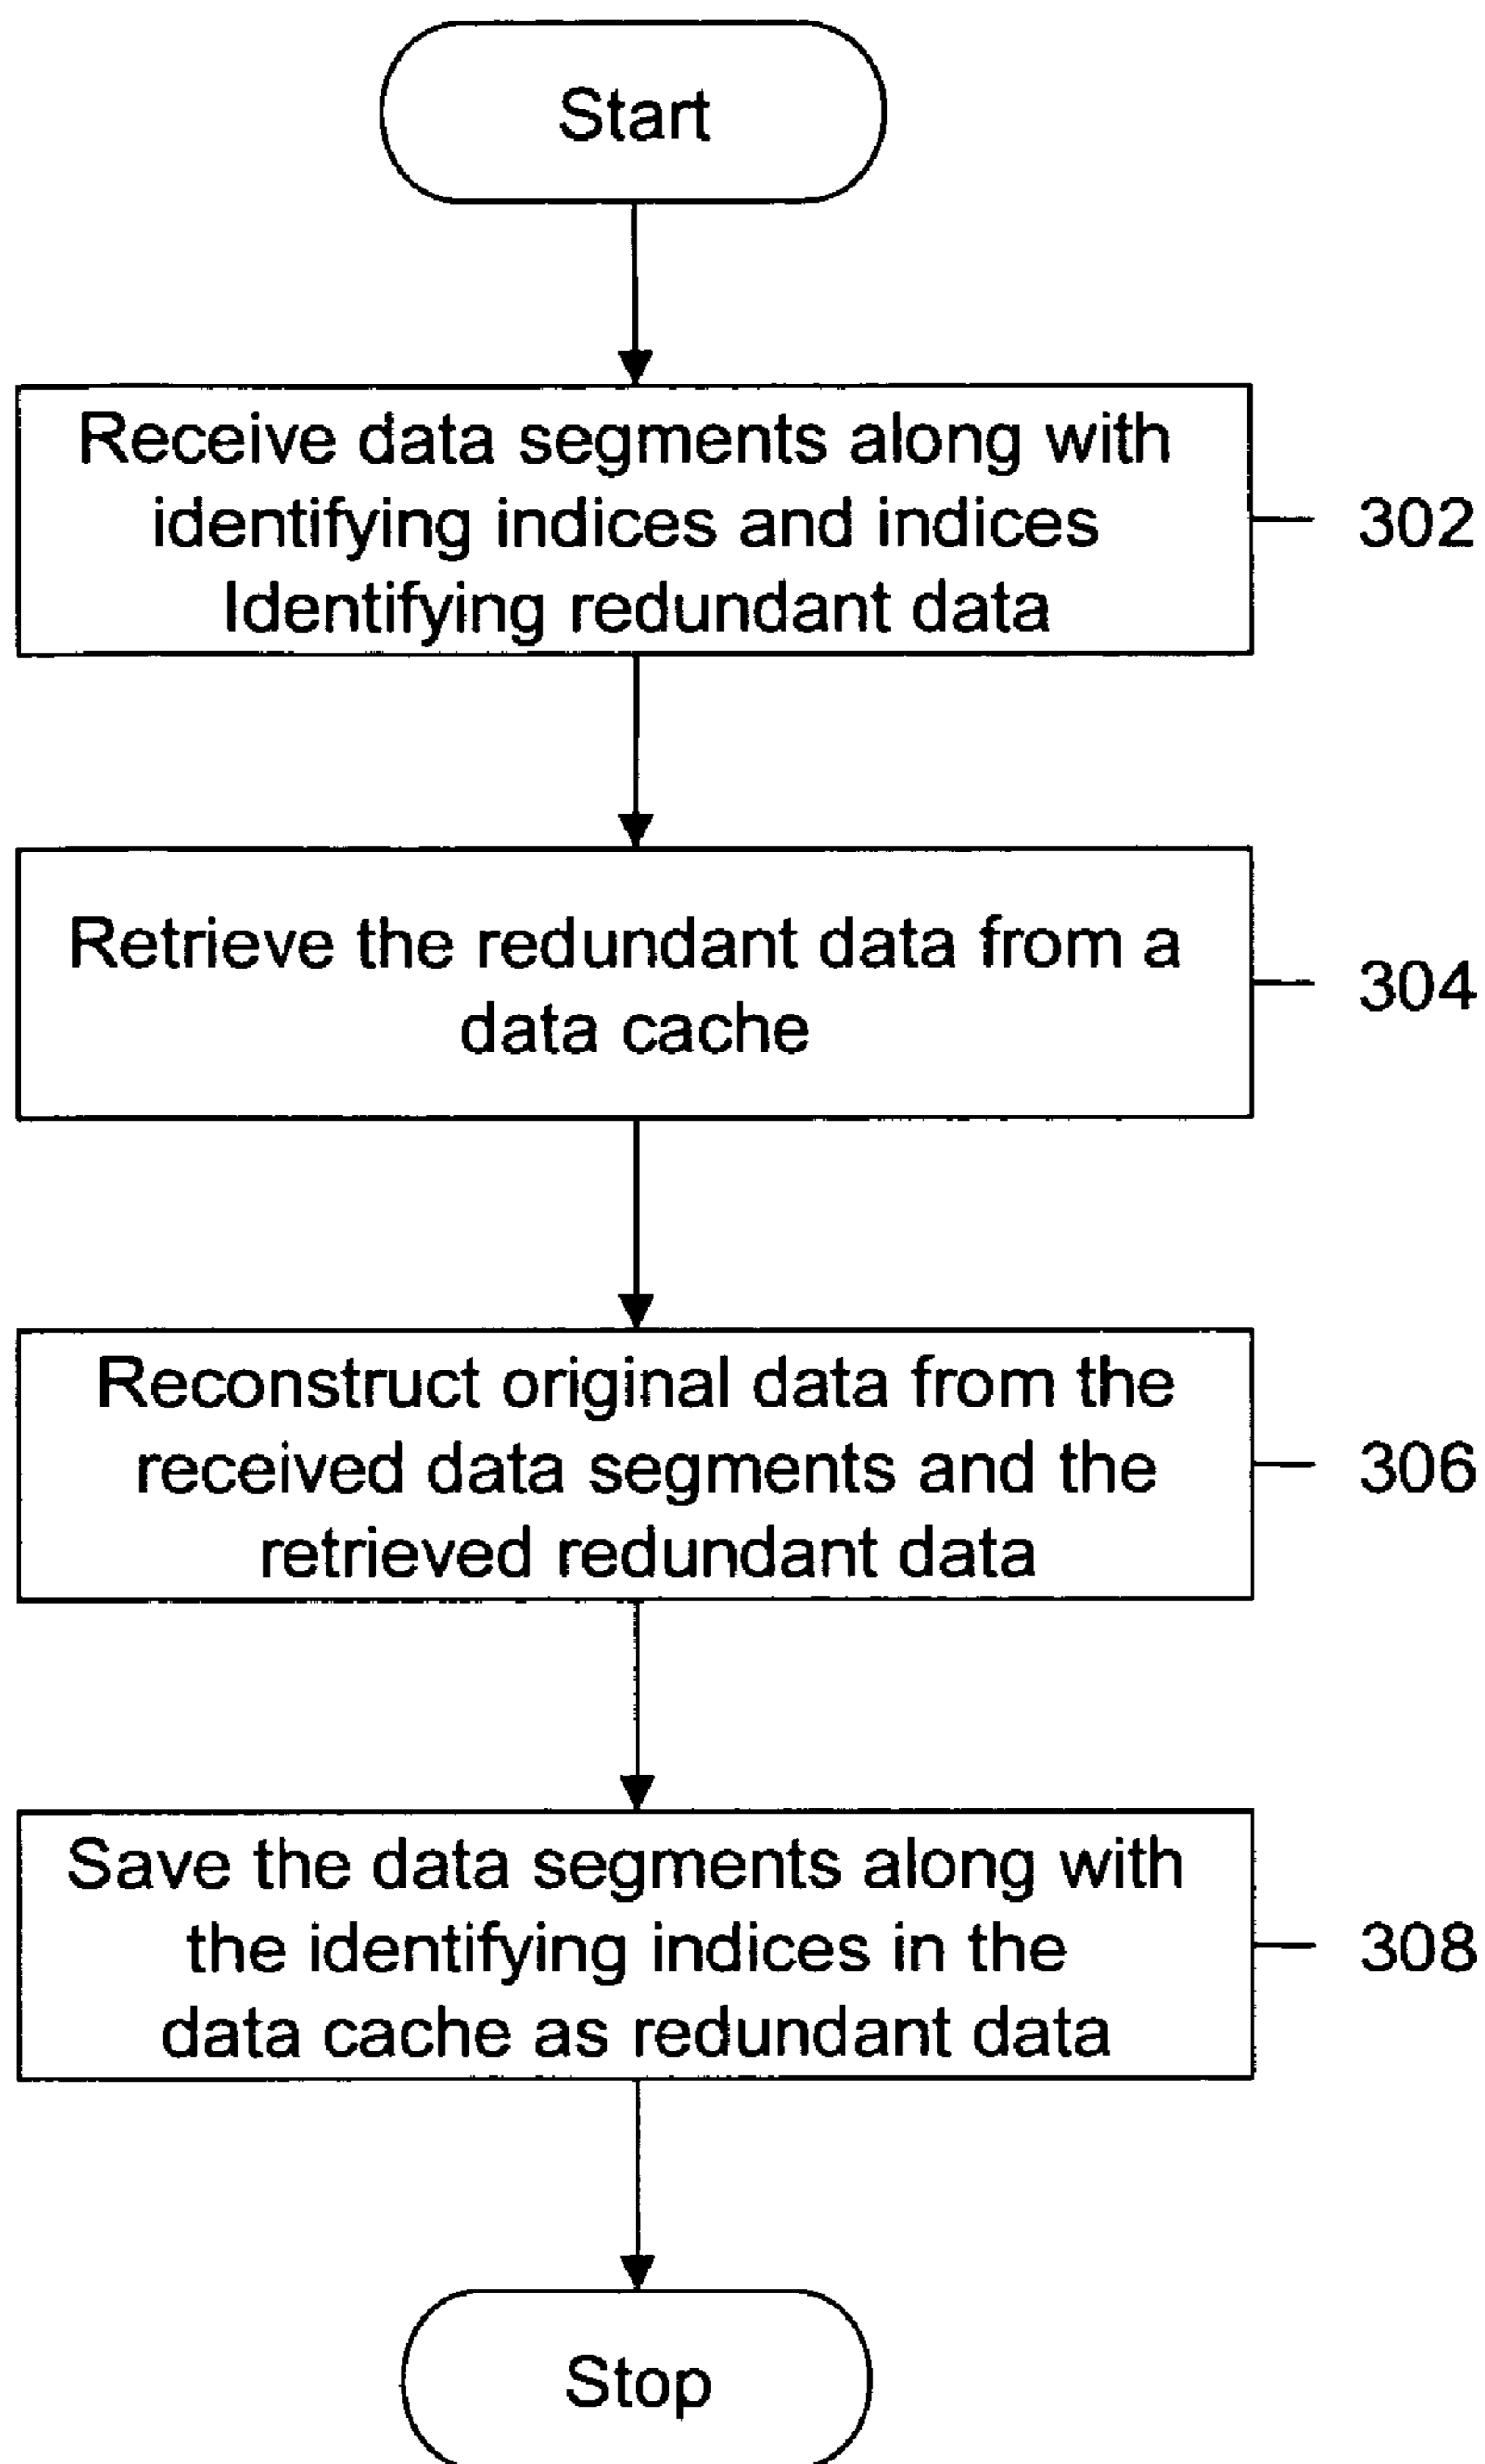 Start
Receive data segments along with
identifying indices and indices
Identifying redundant data
302
Retrieve the redundant data from a
data cache
304
Reconstruct original data from the
received data segments and the
retrieved redundant data
306
Save the data segments along with
the identifying indices in the
data cache as redundant data
308
Stop